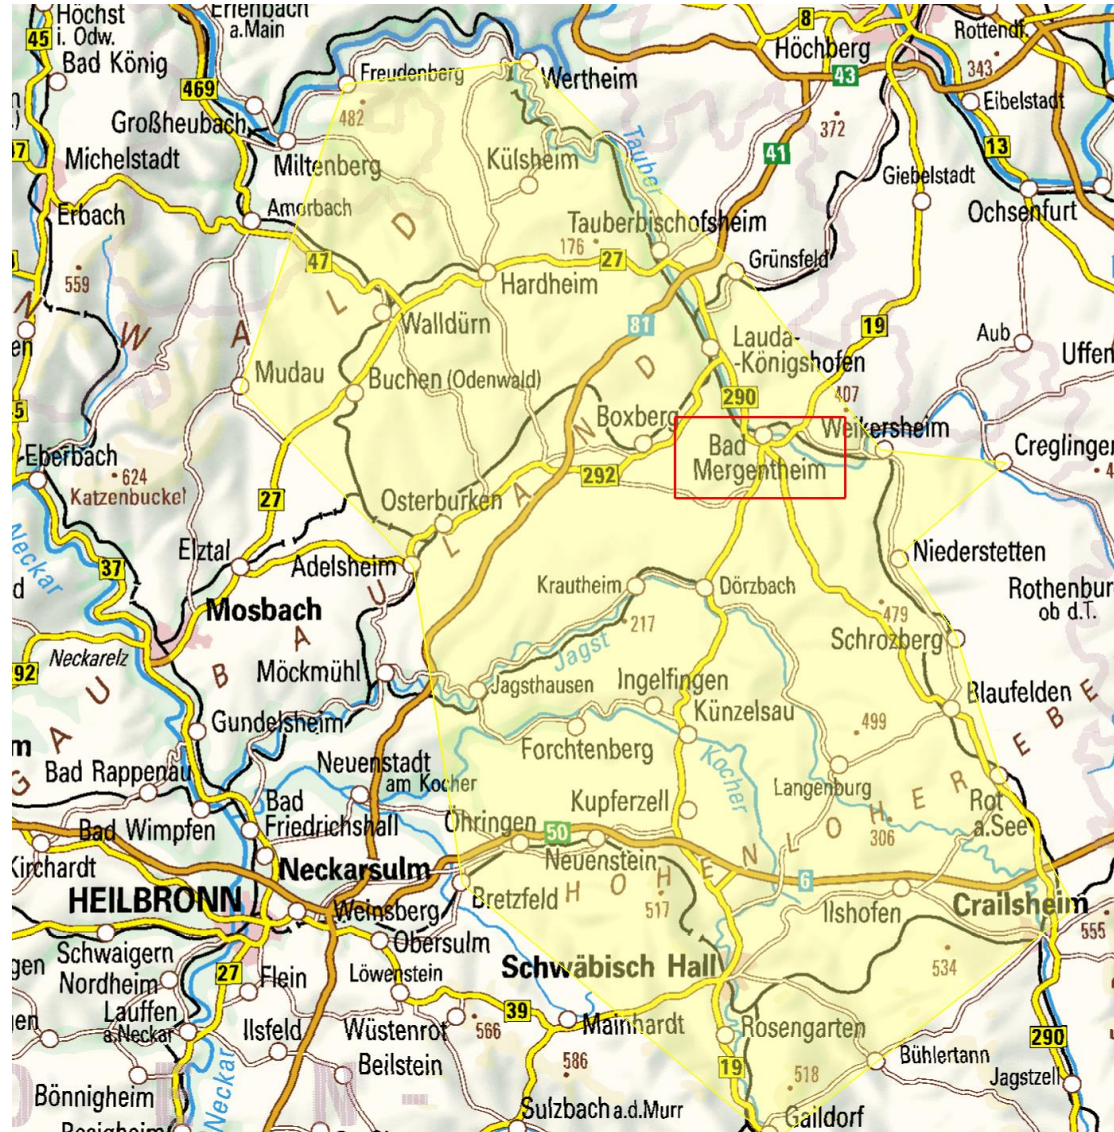 Höchst
i. Odw.
45
Bad König
Erlenbach
a.Main
469
Freudenberg
Wertheim
8
Höchberg
43
Rottendf.
343
Eibelstadt
Großheubach
482
372
41
13
Michelstadt
Miltenberg
Külsheim
Tauber
Giebelstadt
Erbach
Amorbach
Tauberbischofsheim
Ochsenfurt
D
176
27
Grünsfeld
559
47
Hardheim
N
W
A
L
Walldürn
81
Lauda-
-Königshofen
19
Aub
Uffen
Mudau
Buchen (Odenwald)
D
290
407
Boxberg
Weikersheim
Eberbach
624
Katzenbuckel
Bad
Mergentheim
Creglingen
27
292
N
A
L
Osterburken
Neckar
37
Elztal
Adelsheim
Krautheim
Dörzbach
Niederstetten
Rothenbur
ob d.T.
Mosbach
U
A
B
U
A
G
217
479
Schrozberg
Neckarelz
92
Möckmühl
Jagst
Jagsthausen
Ingelfingen
Blaufelden
Gundelsheim
Künzelsau
499
Forchtenberg
Kocher
Bad Rappenau
Neuenstadt
am Kocher
Langenburg
Bad Wimpfen
Bad
Friedrichshall
Kupferzell
Rot
a.See
Öhringen
50
306
Kirchardt
Neuenstein
Neckarsulm
HOHENLOHER EBE
6
HEILBRONN
Bretzfeld
517
Ilshofen
Crailsheim
Weinsberg
555
Schwaigern
Obersulm
Nordheim
27
Flein
Löwenstein
Schwäbisch Hall
534
Lauffen
a.Neckar
Ilsfeld
Wüstenrot
566
39
Mainhardt
Rosengarten
290
Beilstein
586
19
518
Bühlertann
Jagstzell
Bönnigheim
Neckar
Sulzbach a.d.Murr
Gaildorf